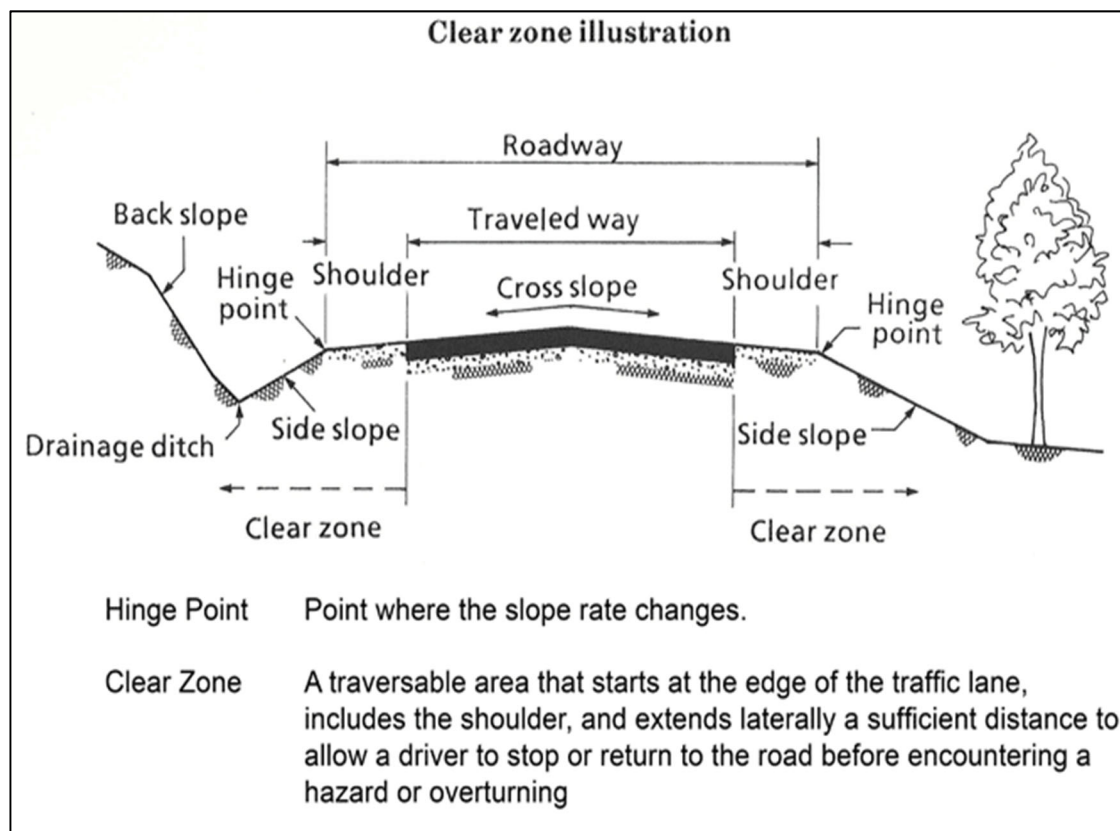 Clear zone illustration
Roadway
Back slope
Traveled way
Hinge
point
Shoulder
Cross slope
Shoulder
Hinge
point
Drainage ditch
Side slope
Side slope
Clear zone
Clear zone
Hinge Point Point where the slope rate changes.
Clear Zone A traversable area that starts at the edge of the traffic lane,
includes the shoulder, and extends laterally a sufficient distance to
allow a driver to stop or return to the road before encountering a
hazard or overturning